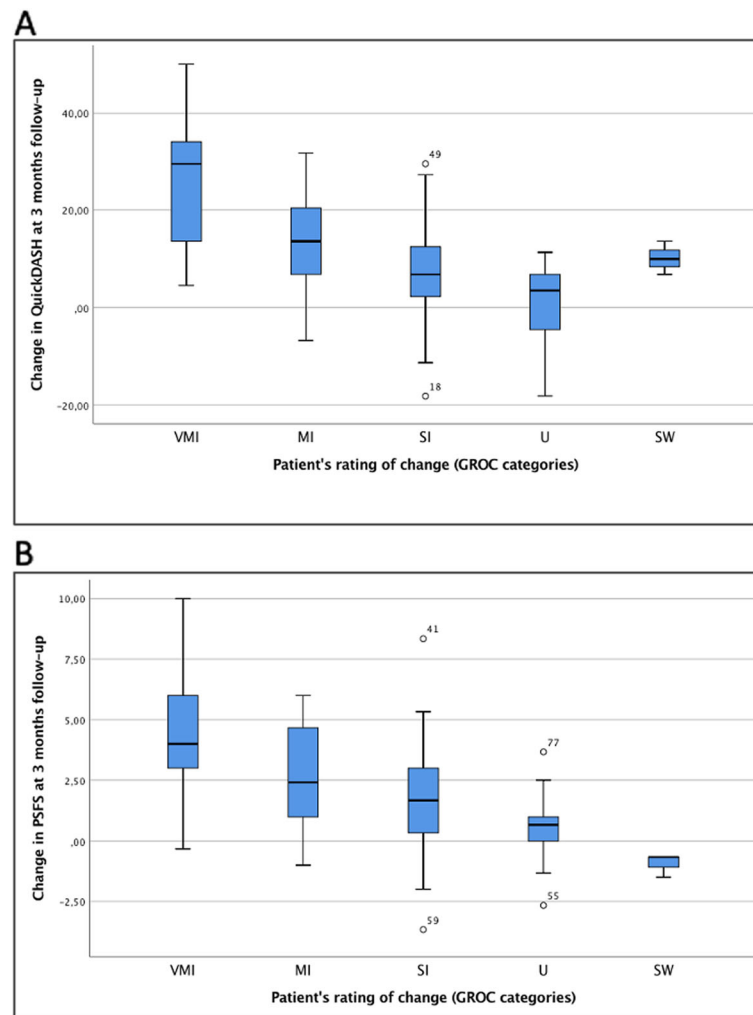 A
Change in QuickDASH at 3 months follow-up
40,00
20,00
,00
-20,00
49
18
VMI MI SI U SW
Patient's rating of change (GROC categories)
B
Change in PSFS at 3 months follow-up
10,00
7,50
5,00
2,50
,00
-2,50
41
77
59
55
VMI MI SI U SW
Patient's rating of change (GROC categories)